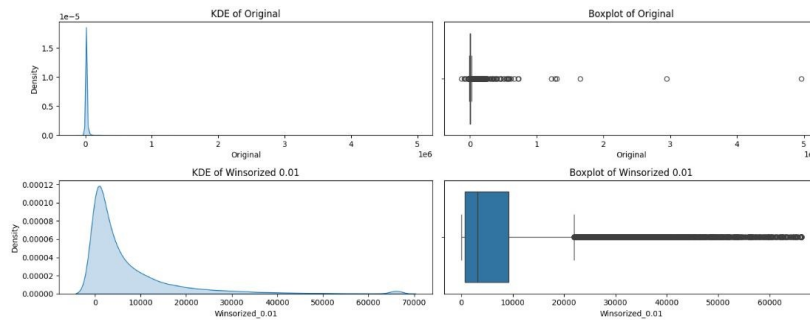 KDE of Original
1e−5
1.5
1.0
0.5
0.0
Density
0 1 2 3 4 5
Original
1e6
Boxplot of Original
0 1 2 3 4 5
Original
1e
KDE of Winsorized 0.01
0.00012
0.00010
0.00008
0.00006
0.00004
0.00002
0.00000
Density
0 10000 20000 30000 40000 50000 60000 70000
Winsorized_0.01
Boxplot of Winsorized 0.01
0 10000 20000 30000 40000 50000 60000
Winsorized_0.01